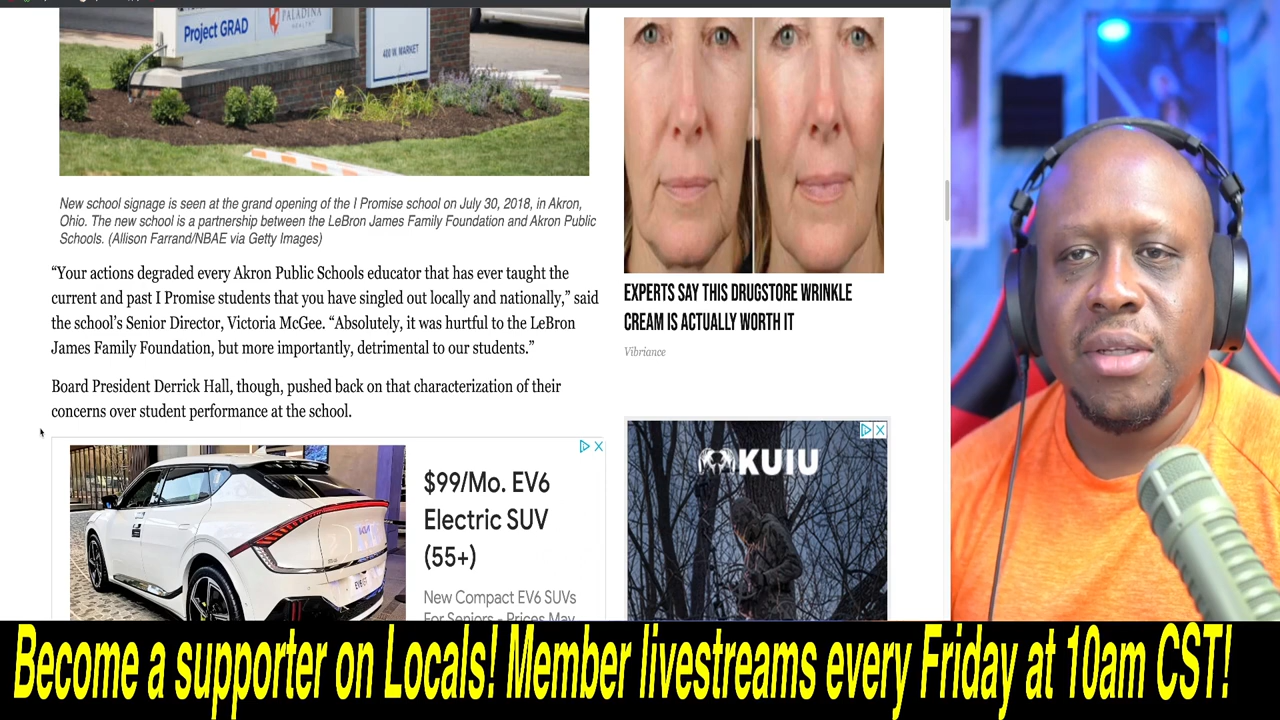 Project GRAD
PALADINA
HEALTH
400 W. MARKET
New school signage is seen at the grand opening of the I Promise school on July 30, 2018, in Akron,
Ohio. The new school is a partnership between the LeBron James Family Foundation and Akron Public
Schools. (Allison Farrand/NBAE via Getty Images)
“Your actions degraded every Akron Public Schools educator that has ever taught the
current and past I Promise students that you have singled out locally and nationally,” said
the school’s Senior Director, Victoria McGee. “Absolutely, it was hurtful to the LeBron
James Family Foundation, but more importantly, detrimental to our students.”
Board President Derrick Hall, though, pushed back on that characterization of their
concerns over student performance at the school.
$99/Mo. EV6
Electric SUV
(55+)
New Compact EV6 SUVs
For Seniors - Prices May
EXPERTS SAY THIS DRUGSTORE WRINKLE
CREAM IS ACTUALLY WORTH IT
Vibriance
KUIU
Become a supporter on Locals! Member livestreams every Friday at 10am CST!